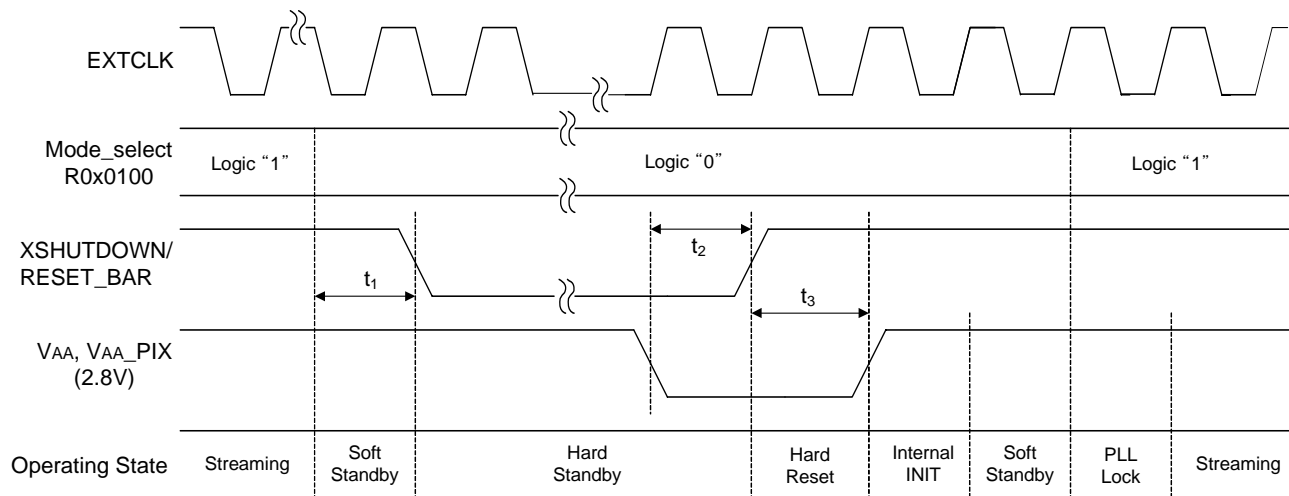 EXTCLK
Mode_select
R0x0100
Logic “1”
Logic “0”
Logic “1”
XSHUTDOWN/
RESET_BAR
t1
t2
t3
VAA, VAA_PIX
(2.8V)
Operating State
Streaming
Soft
Standby
Hard
Standby
Hard
Reset
Internal
INIT
Soft
Standby
PLL
Lock
Streaming